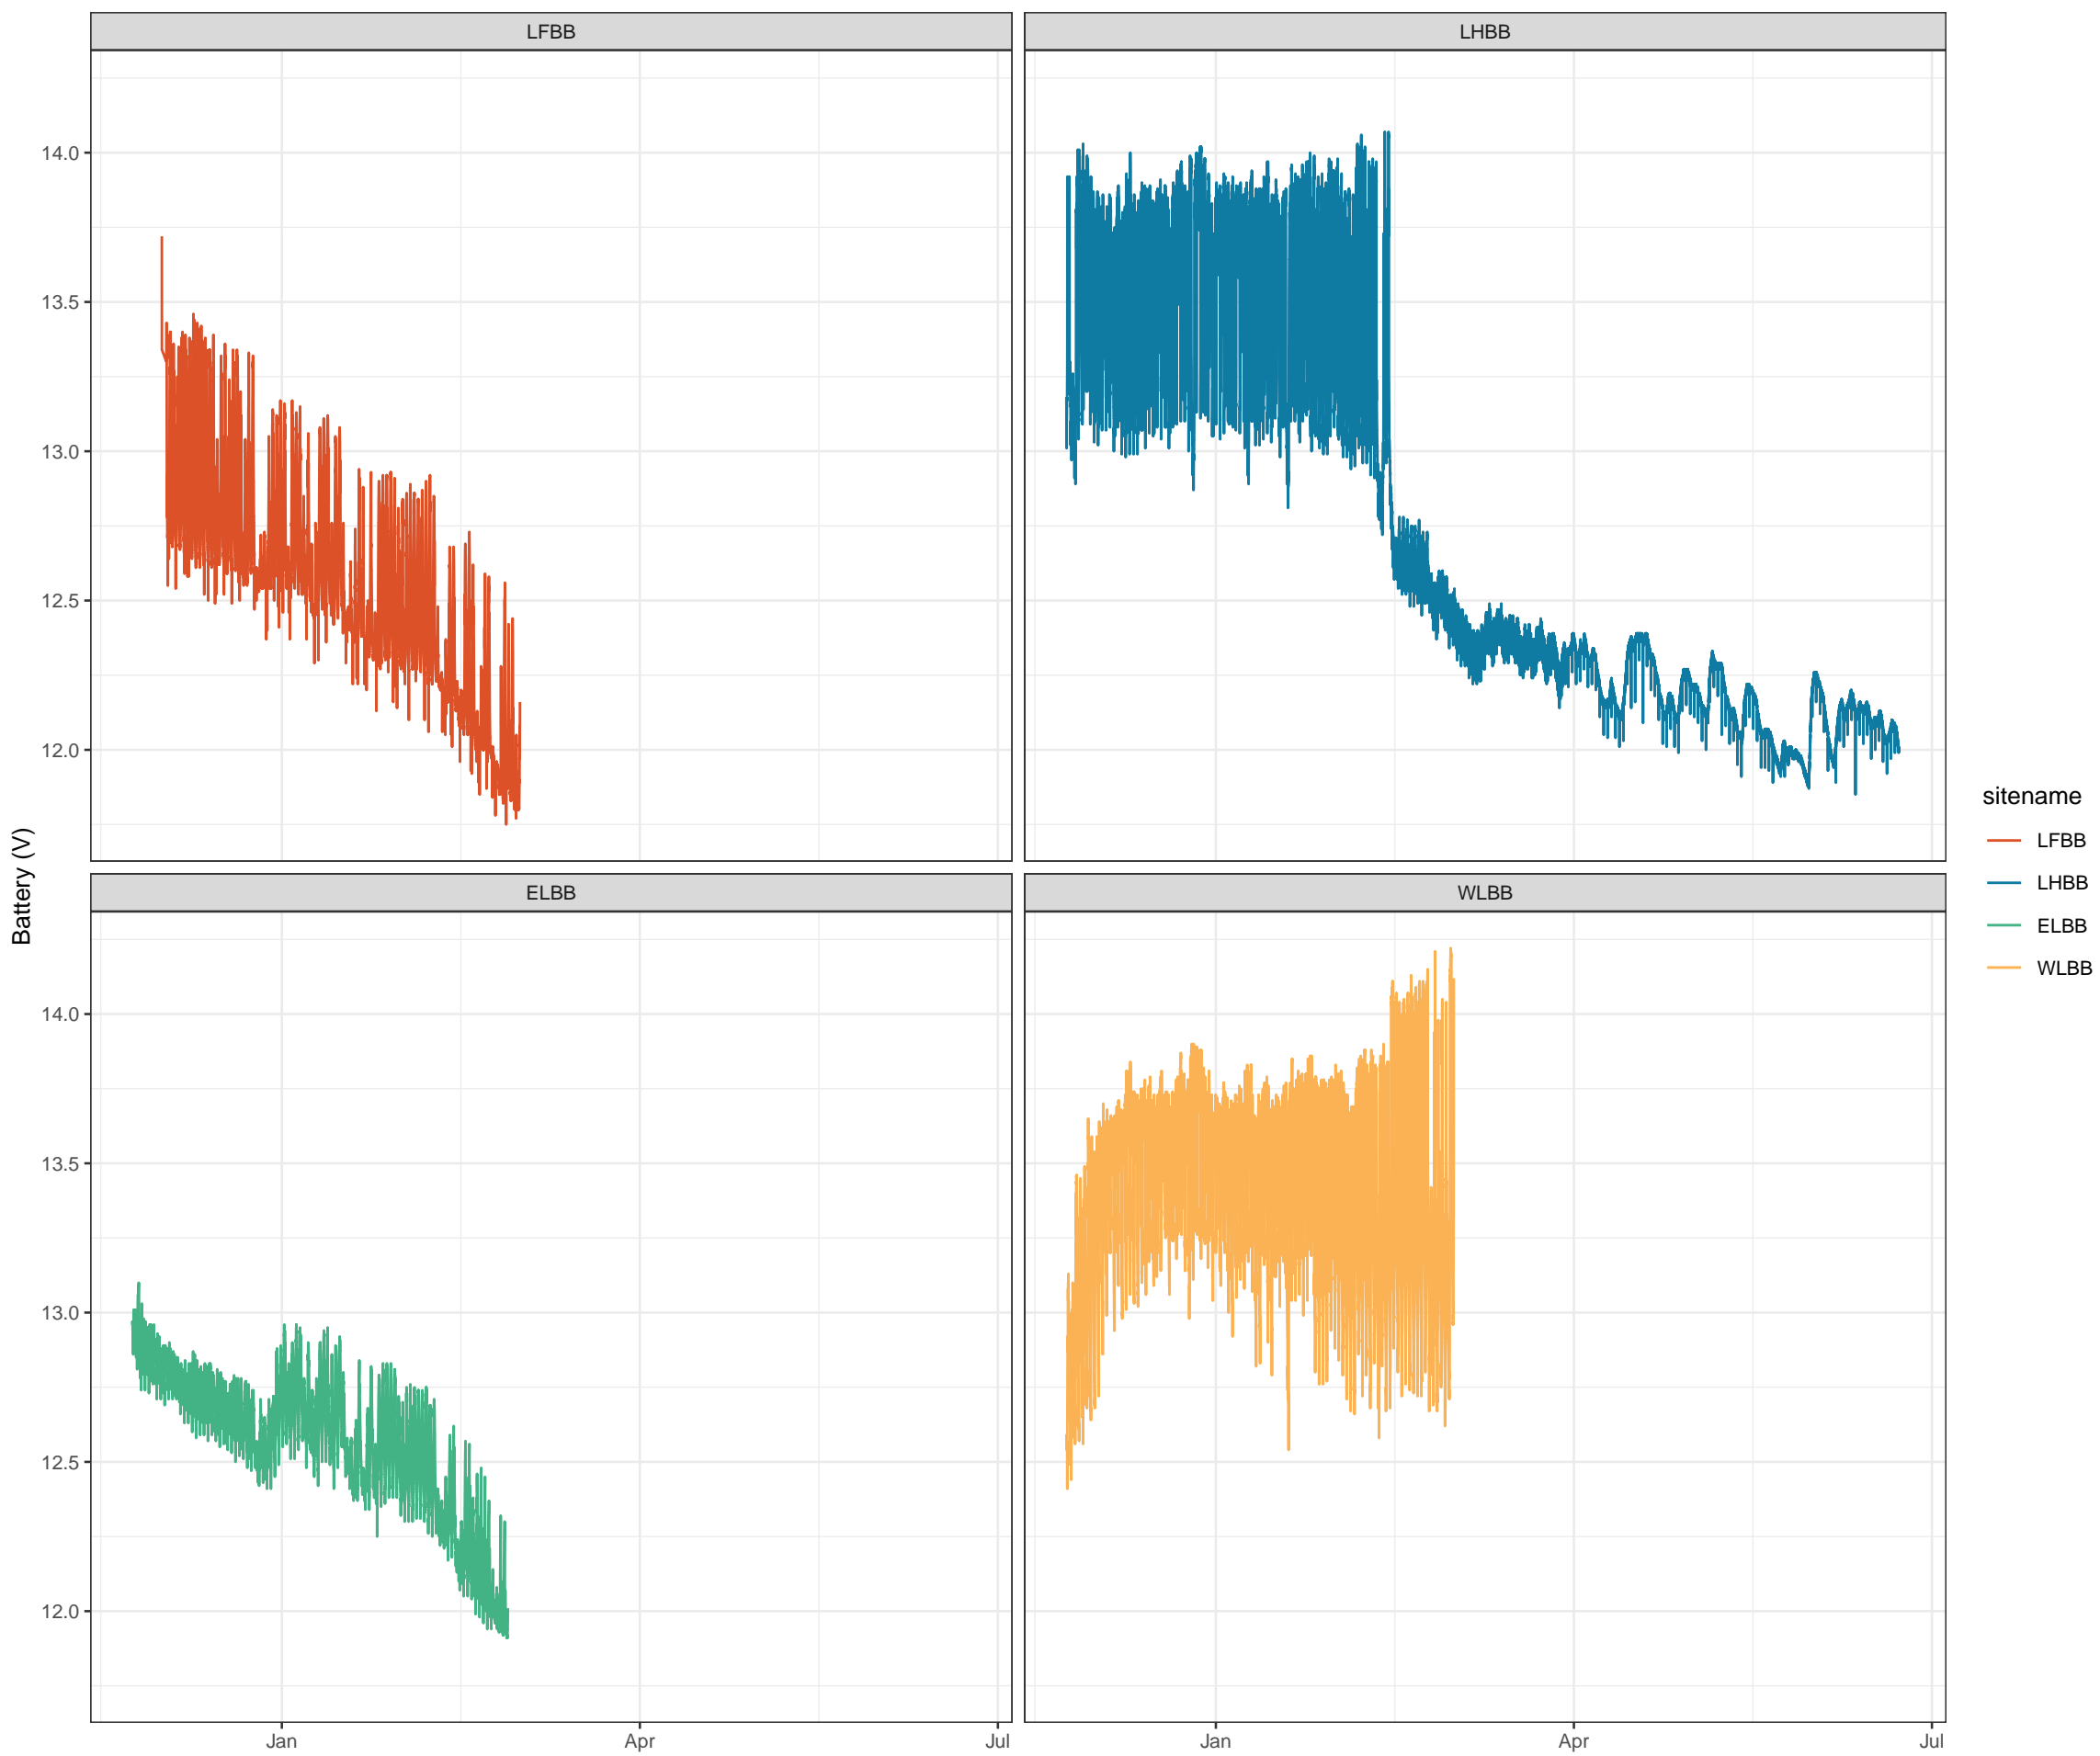 LFBB
LHBB
14.0
13.5
13.0
12.5
12.0
ELBB
WLBB
14.0
13.5
13.0
12.5
12.0
Jan
Apr
Jul
Jan
Apr
Jul
Battery (V)
sitename
LFBB
LHBB
ELBB
WLBB